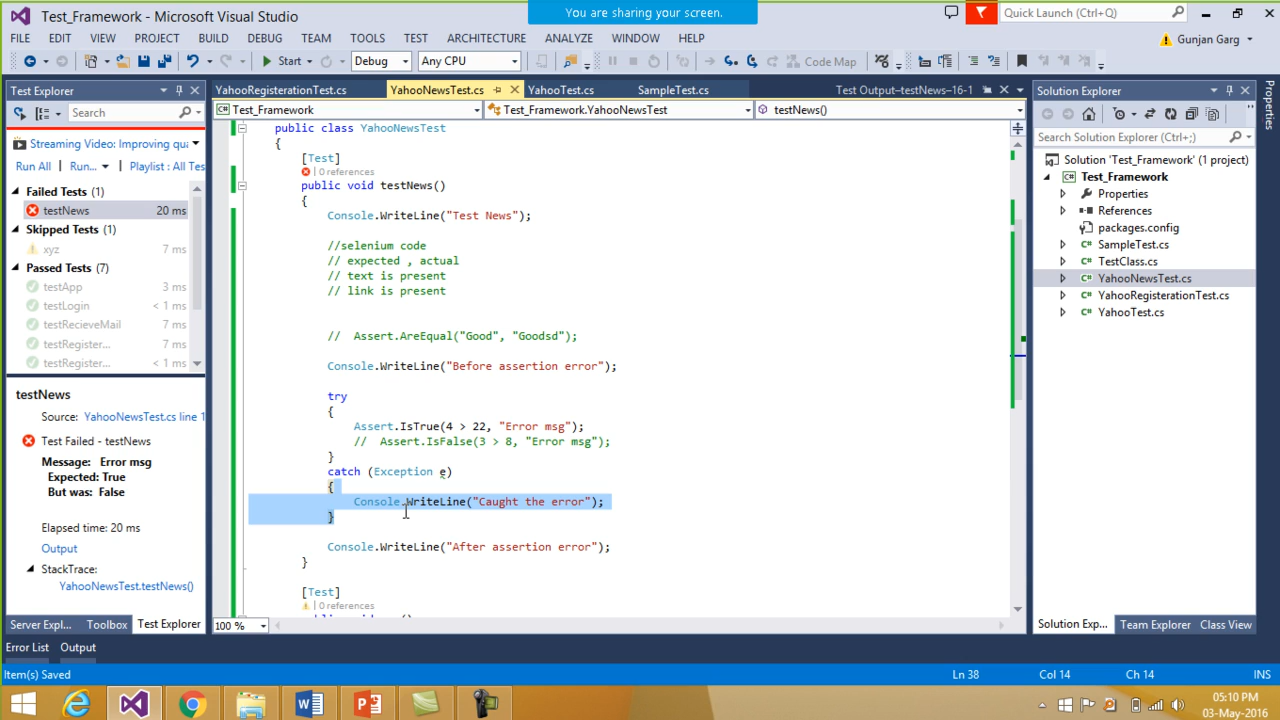 Test_Framework - Microsoft Visual Studio
You are sharing your screen.
Quick Launch (Ctrl+Q)
FILE EDIT VIEW PROJECT BUILD DEBUG TEAM TOOLS TEST ARCHITECTURE ANALYZE WINDOW HELP
Gunjan Garg
Start Debug Any CPU Code Map
Test Explorer
Search
Streaming Video: Improving qua
Run All Run... Playlist : All Tes
Failed Tests (1)
testNews 20 ms
Skipped Tests (1)
xyz 7 ms
Passed Tests (7)
testApp 3 ms
testLogin < 1 ms
testRecieveMail 7 ms
testRegister... 7 ms
testRegister... < 1 ms
testNews
Source: YahooNewsTest.cs line 1
Test Failed - testNews
Message: Error msg
Expected: True
But was: False
Elapsed time: 20 ms
Output
StackTrace:
YahooNewsTest.testNews()
Server Expl... Toolbox Test Explorer
YahooRegisterationTest.cs YahooNewsTest.cs YahooTest.cs SampleTest.cs Test Output–testNews–16-1
Test_Framework Test_Framework.YahooNewsTest testNews()
public class YahooNewsTest
{
[Test]
0 references
public void testNews()
{
Console.WriteLine("Test News");
//selenium code
// expected , actual
// text is present
// link is present
// Assert.AreEqual("Good", "Goodsd");
Console.WriteLine("Before assertion error");
try
{
Assert.IsTrue(4 > 22, "Error msg");
// Assert.IsFalse(3 > 8, "Error msg");
}
catch (Exception e)
{
Console.WriteLine("Caught the error");
}
Console.WriteLine("After assertion error");
}
[Test]
0 references
100 %
Solution Explorer
Search Solution Explorer (Ctrl+;)
Solution 'Test_Framework' (1 project)
Test_Framework
Properties
References
packages.config
SampleTest.cs
TestClass.cs
YahooNewsTest.cs
YahooRegisterationTest.cs
YahooTest.cs
Solution Exp... Team Explorer Class View
Properties
Error List Output
Item(s) Saved Ln 38 Col 14 Ch 14 INS
05:10 PM
03-May-2016